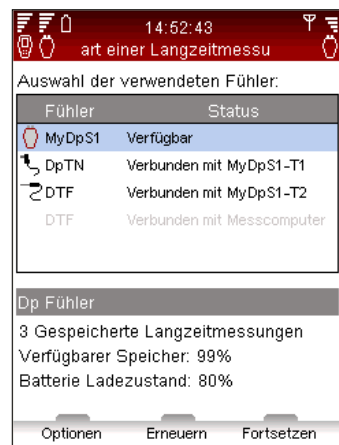 14:52:43
art einer Langzeitmessu
Auswahl der verwendeten Fühler:
Fühler Status
MyDpS1 Verfügbar
DpTN Verbunden mit MyDpS1-T1
DTF Verbunden mit MyDpS1-T2
DTF Verbunden mit Messcomputer
Dp Fühler
3 Gespeicherte Langzeitmessungen
Verfügbarer Speicher: 99%
Batterie Ladezustand: 80%
Optionen Erneuern Fortsetzen